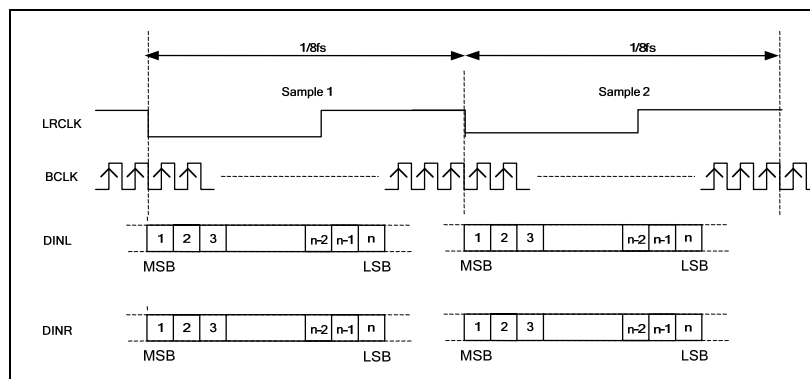 1/8fs 1/8fs
Sample 1 Sample 2
LRCLK
BCLK
DINL 1 2 3 n-2 n-1 n 1 2 3 n-2 n-1 n
MSB LSB MSB LSB
DINR 1 2 3 n-2 n-1 n 1 2 3 n-2 n-1 n
MSB LSB MSB LSB